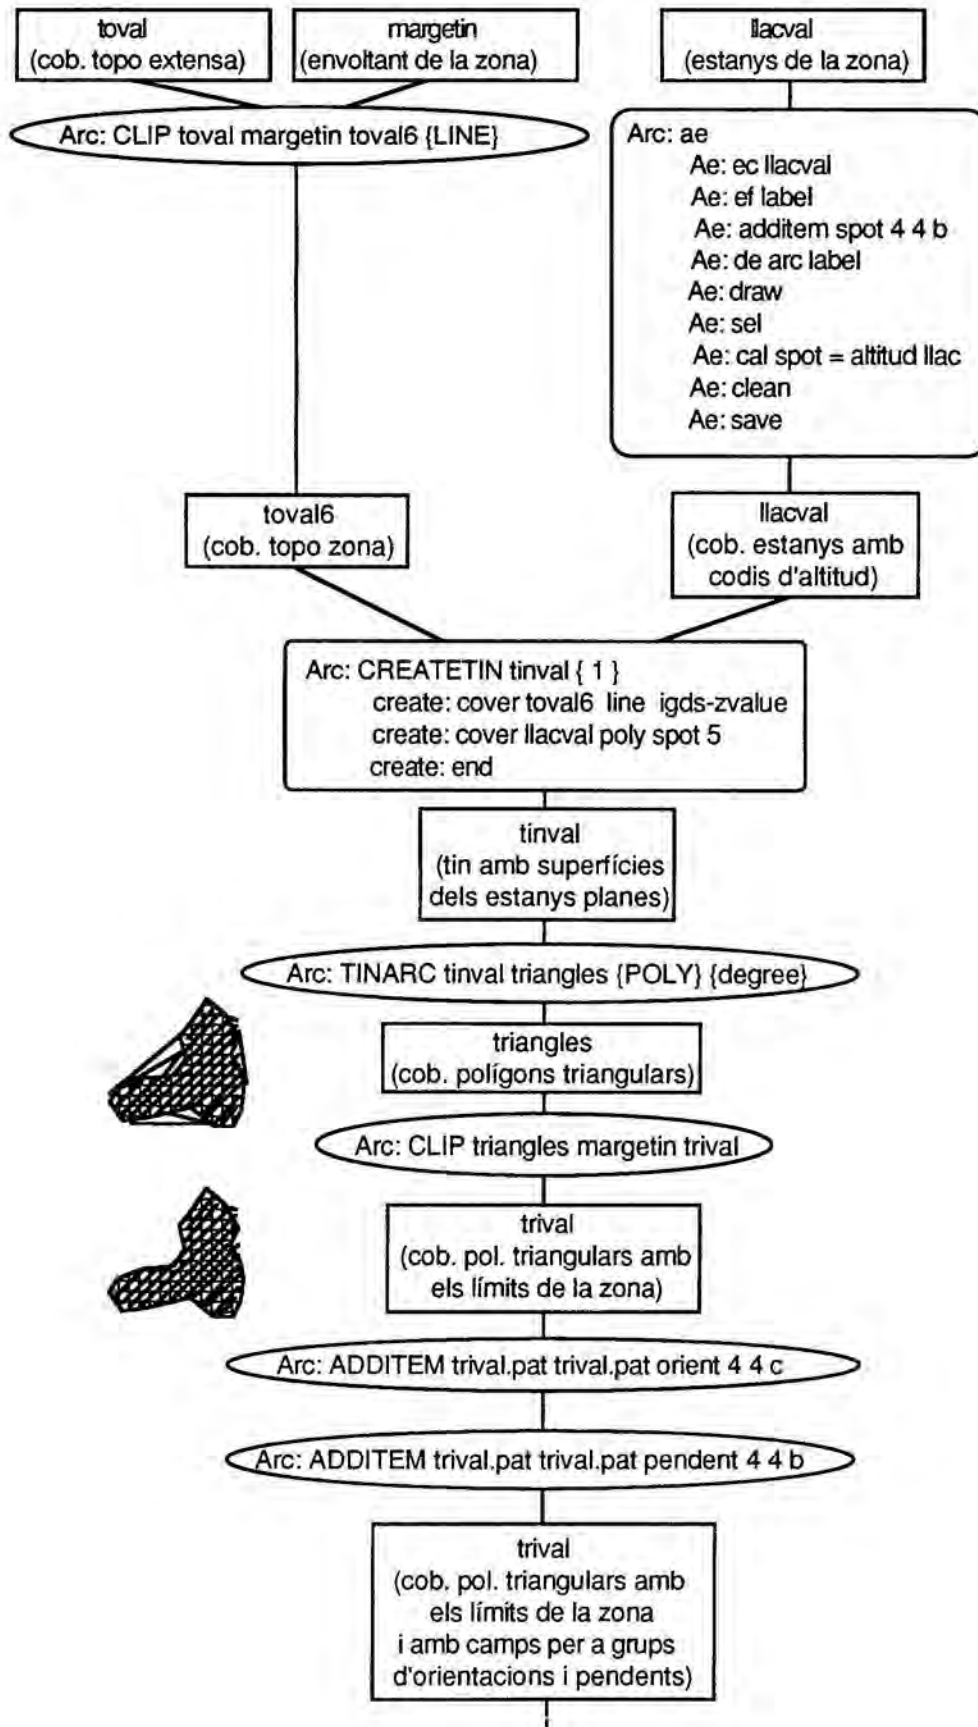 toval
(cob. topo extensa)
margetin
(envoltant de la zona)
llacval
(estanys de la zona)
Arc: CLIP toval margetin toval6 {LINE}
Arc: ae
Ae: ec llacval
Ae: ef label
Ae: additem spot 4 4 b
Ae: de arc label
Ae: draw
Ae: sel
Ae: cal spot = altitud llac
Ae: clean
Ae: save
toval6
(cob. topo zona)
llacval
(cob. estanys amb
codis d'altitud)
Arc: CREATETIN tinval { 1 }
create: cover toval6 line igds-zvalue
create: cover llacval poly spot 5
create: end
tinval
(tin amb superfícies
dels estanys planes)
Arc: TINARC tinval triangles {POLY} {degree}
triangles
(cob. polígons triangulars)
Arc: CLIP triangles margetin trival
trival
(cob. pol. triangulars amb
els límits de la zona)
Arc: ADDITEM trival.pat trival.pat orient 4 4 c
Arc: ADDITEM trival.pat trival.pat pendent 4 4 b
trival
(cob. pol. triangulars amb
els límits de la zona
i amb camps per a grups
d'orientacions i pendents)